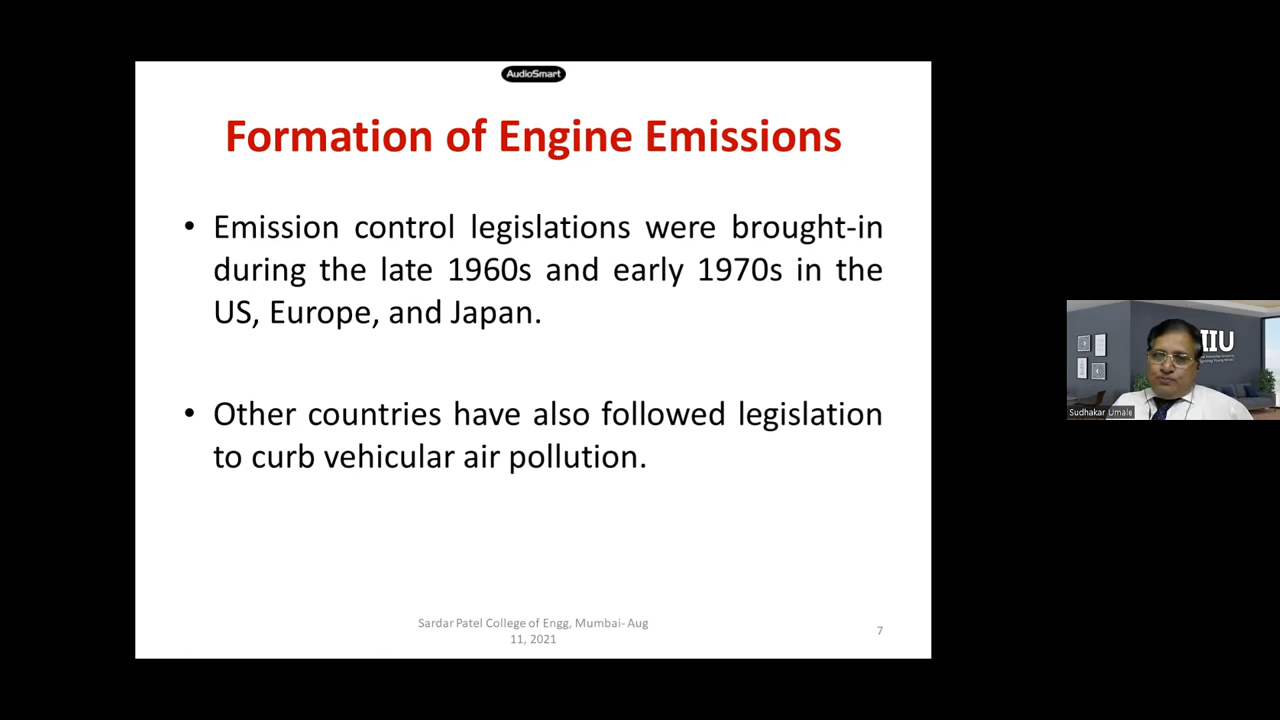 AudioSmart
Formation of Engine Emissions
• Emission control legislations were brought-in
during the late 1960s and early 1970s in the
US, Europe, and Japan.
• Other countries have also followed legislation
to curb vehicular air pollution.
Sardar Patel College of Engg, Mumbai- Aug
11, 2021
7
IIU
Sudhakar Umale